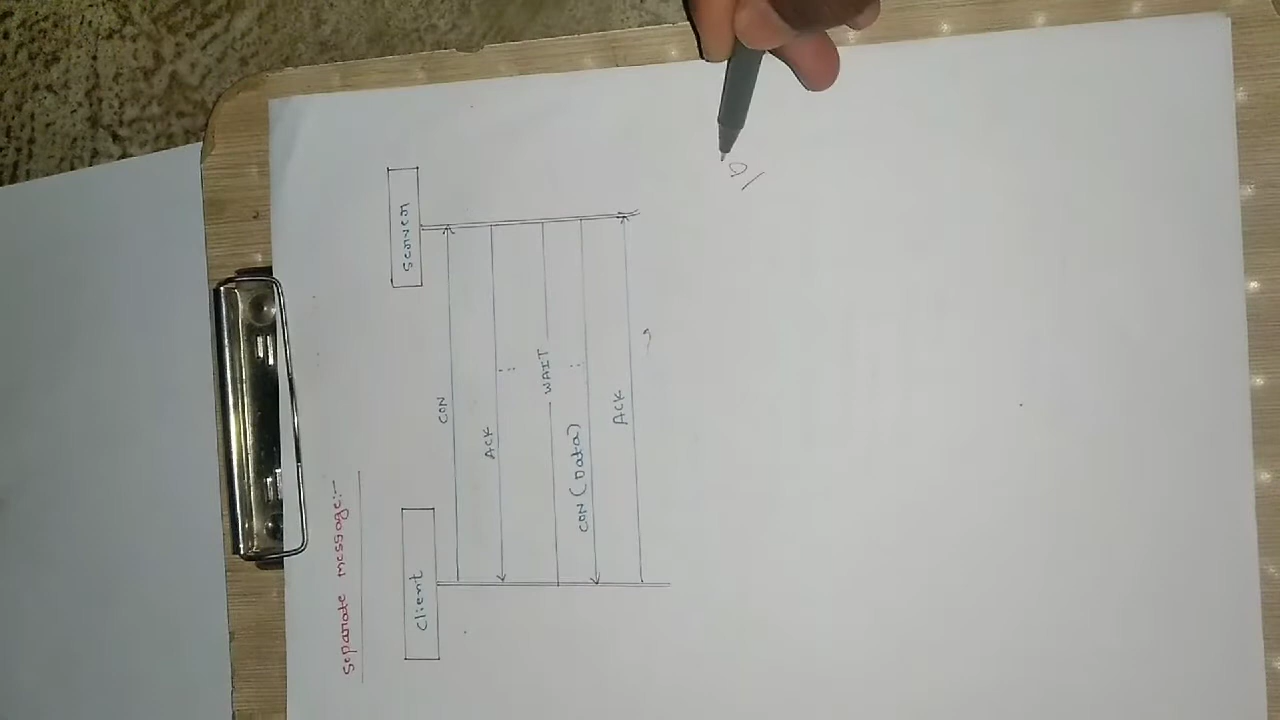 Separate message:-
Client
Server
CON
ACK
WAIT
CON (Data)
ACK